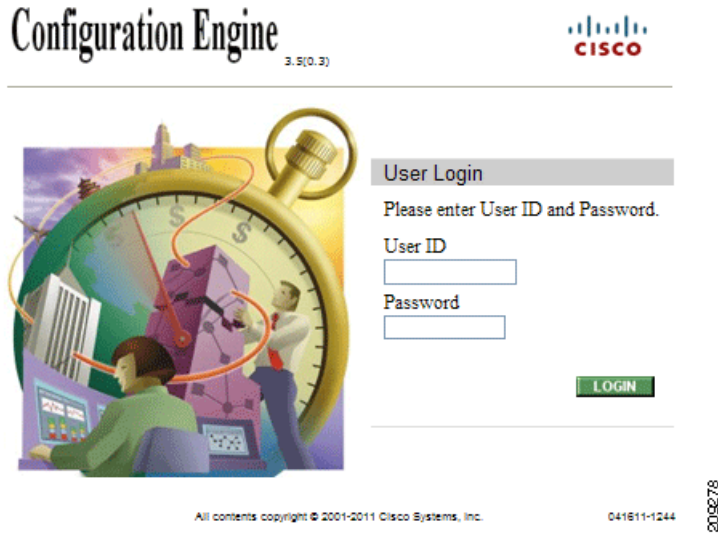 Configuration Engine
3.5(0.3)
CISCO
$ $ $
User Login
Please enter User ID and Password.
User ID
Password
LOGIN
All contents copyright © 2001-2011 Cisco Systems, Inc.
041611-1244
209278